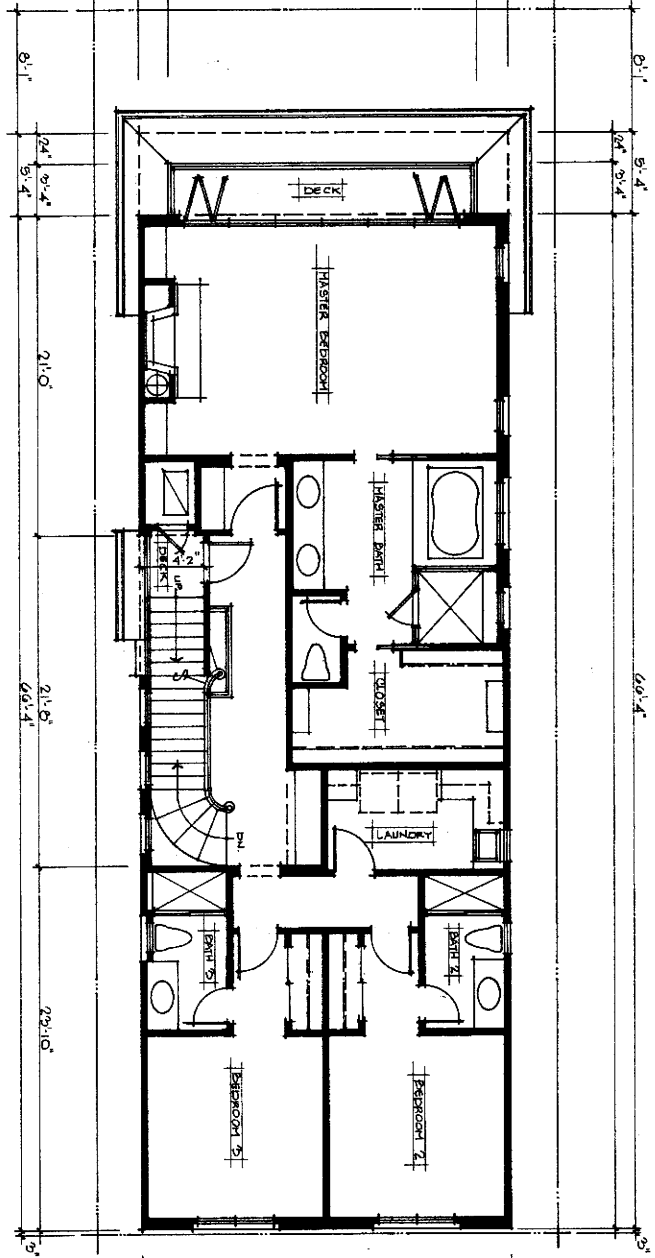 8'-1"
24"
5'-4"
3'-4"
21'-0"
21'-8"
66'-4"
23'-10"
3"
8'-1"
24"
5'-4"
3'-4"
66'-4"
3"
DECK
MASTER BEDROOM
MASTER BATH
DECK
4'-2"
UP
CLOSET
DN.
LAUNDRY
BATH 3
BATH 2
BEDROOM 3
BEDROOM 2